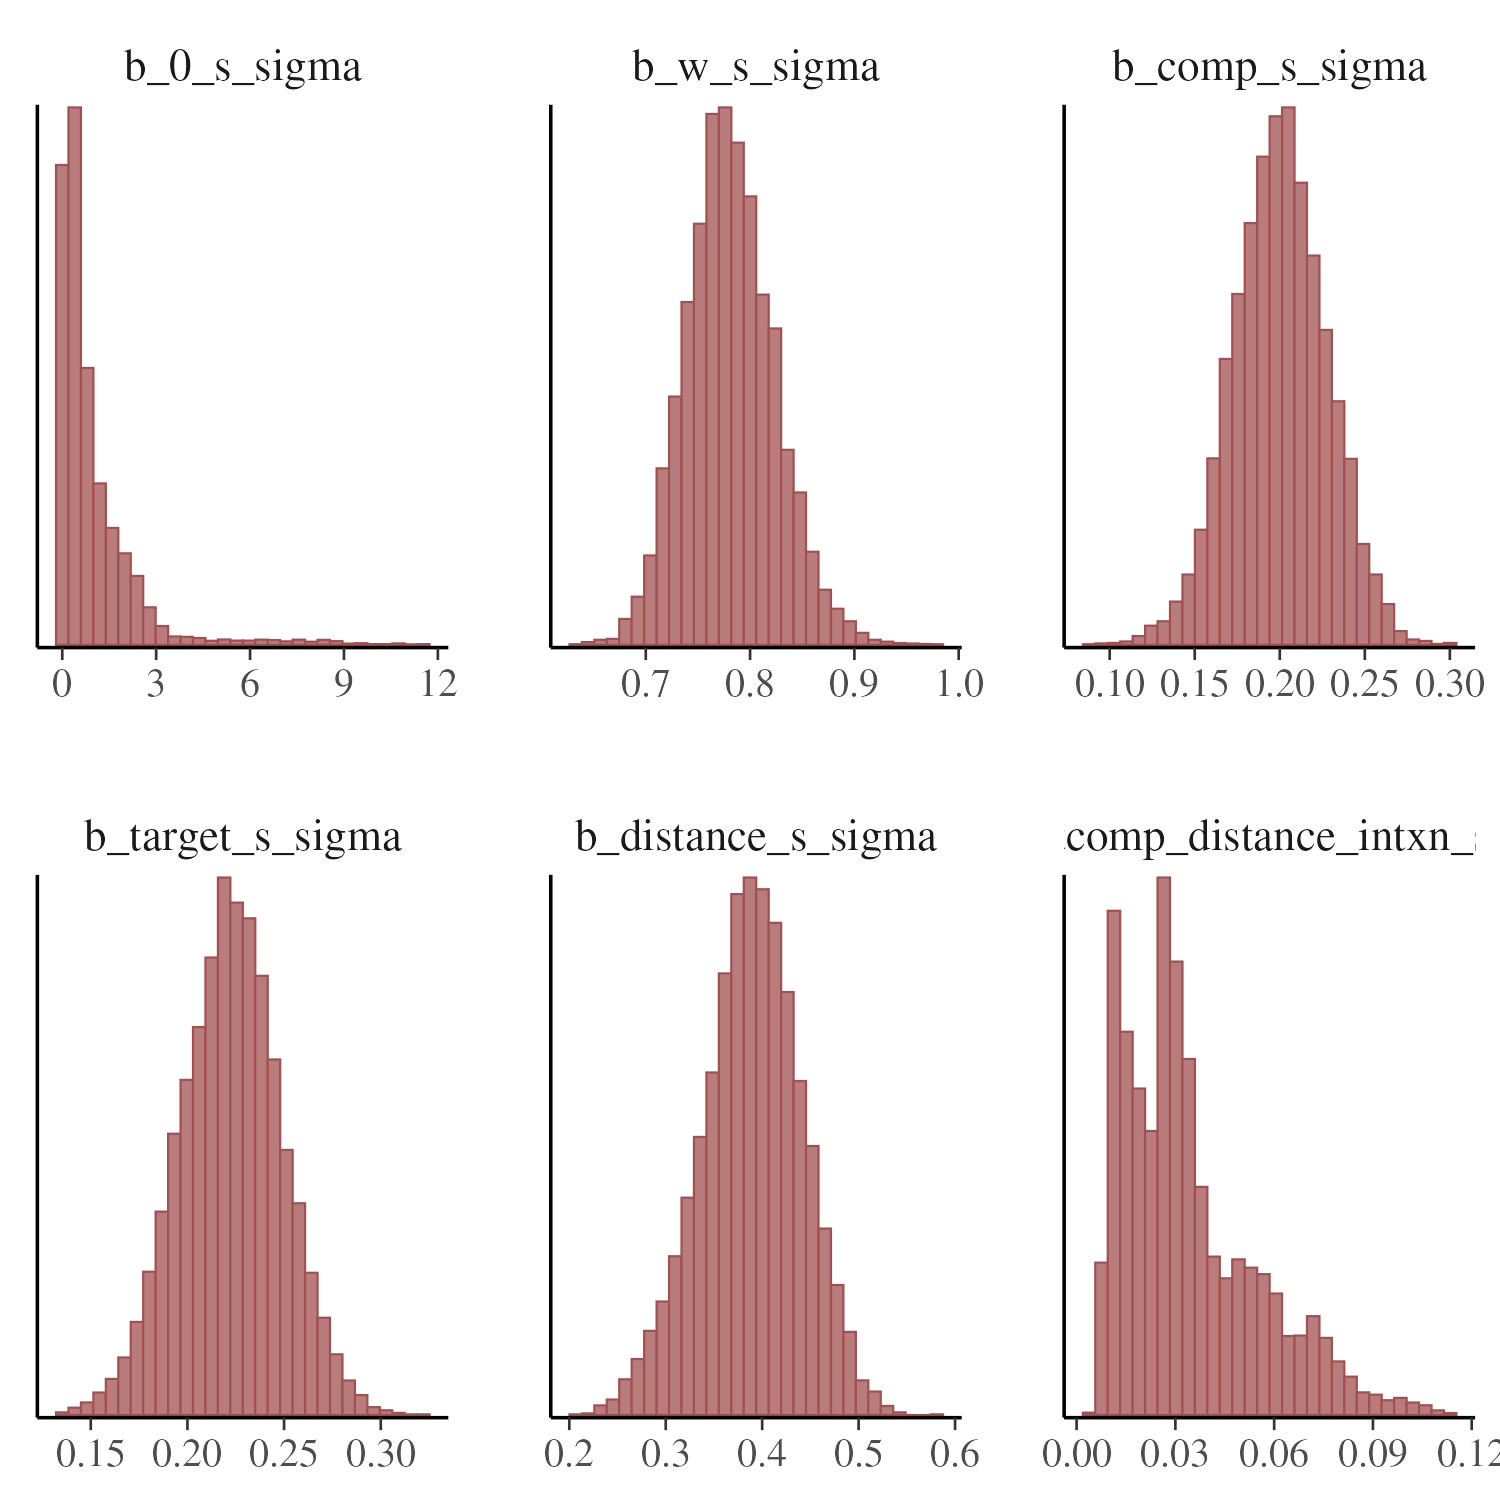 b_0_s_sigma b_w_s_sigma b_comp_s_sigma
0 3 6 9 12 0.7 0.8 0.9 1.0 0.10 0.15 0.20 0.25 0.30
b_target_s_sigma b_distance_s_sigma comp_distance_intxn_
0.15 0.20 0.25 0.30 0.2 0.3 0.4 0.5 0.6 0.00 0.03 0.06 0.09 0.12